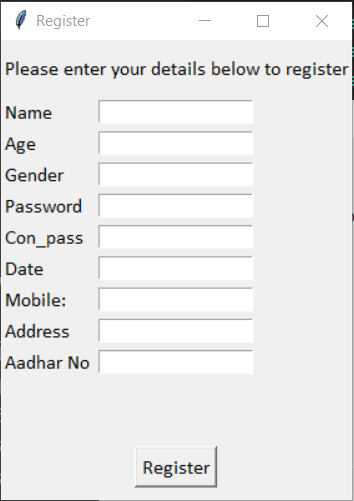 Register
Please enter your details below to register
Name
Age
Gender
Password
Con_pass
Date
Mobile:
Address
Aadhar No
Register